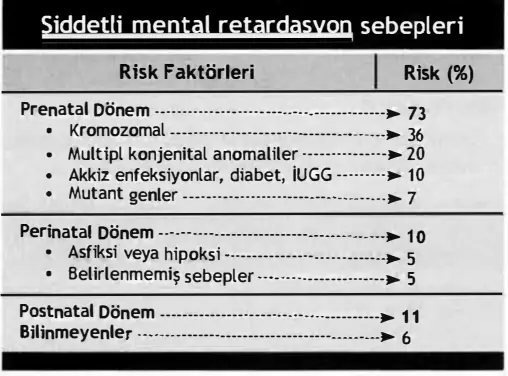 Şiddetli mental retardasyon sebepleri
Risk Faktörleri Risk (%)
Prenatal Dönem 73
• Kromozomal 36
• Multipl konjenital anomaliler 20
• Akkiz enfeksiyonlar, diabet, İUGG 10
• Mutant genler 7
Perinatal Dönem 10
• Asfiksi veya hipoksi 5
• Belirlenmemiş sebepler 5
Postnatal Dönem 11
Bilinmeyenler 6